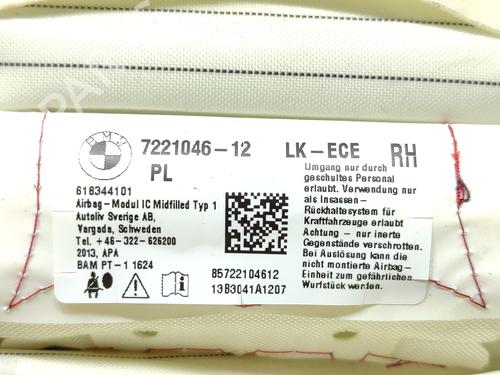 BMW
7221046-12
LK-ECE
RH
PL
618344101
Airbag-Modul IC Midfilled Typ 1
Autoliv Sverige AB,
Vargada, Schweden
Tel. +46-322-626200
2013, APA
BAM PT-1 1624
85722104612
13B3041A1207
Umgang nur durch
geschultes Personal
erlaubt. Verwendung nur
als Insassen-
Rückhaltesystem für
Kraftfahrzeuge erlaubt
Achtung - nur inerte
Gegenstände verschrotten.
Bei Auslösung kann die
nicht montierte Airbag-
Einheit zum gefährlichen
Wurfstück werden.